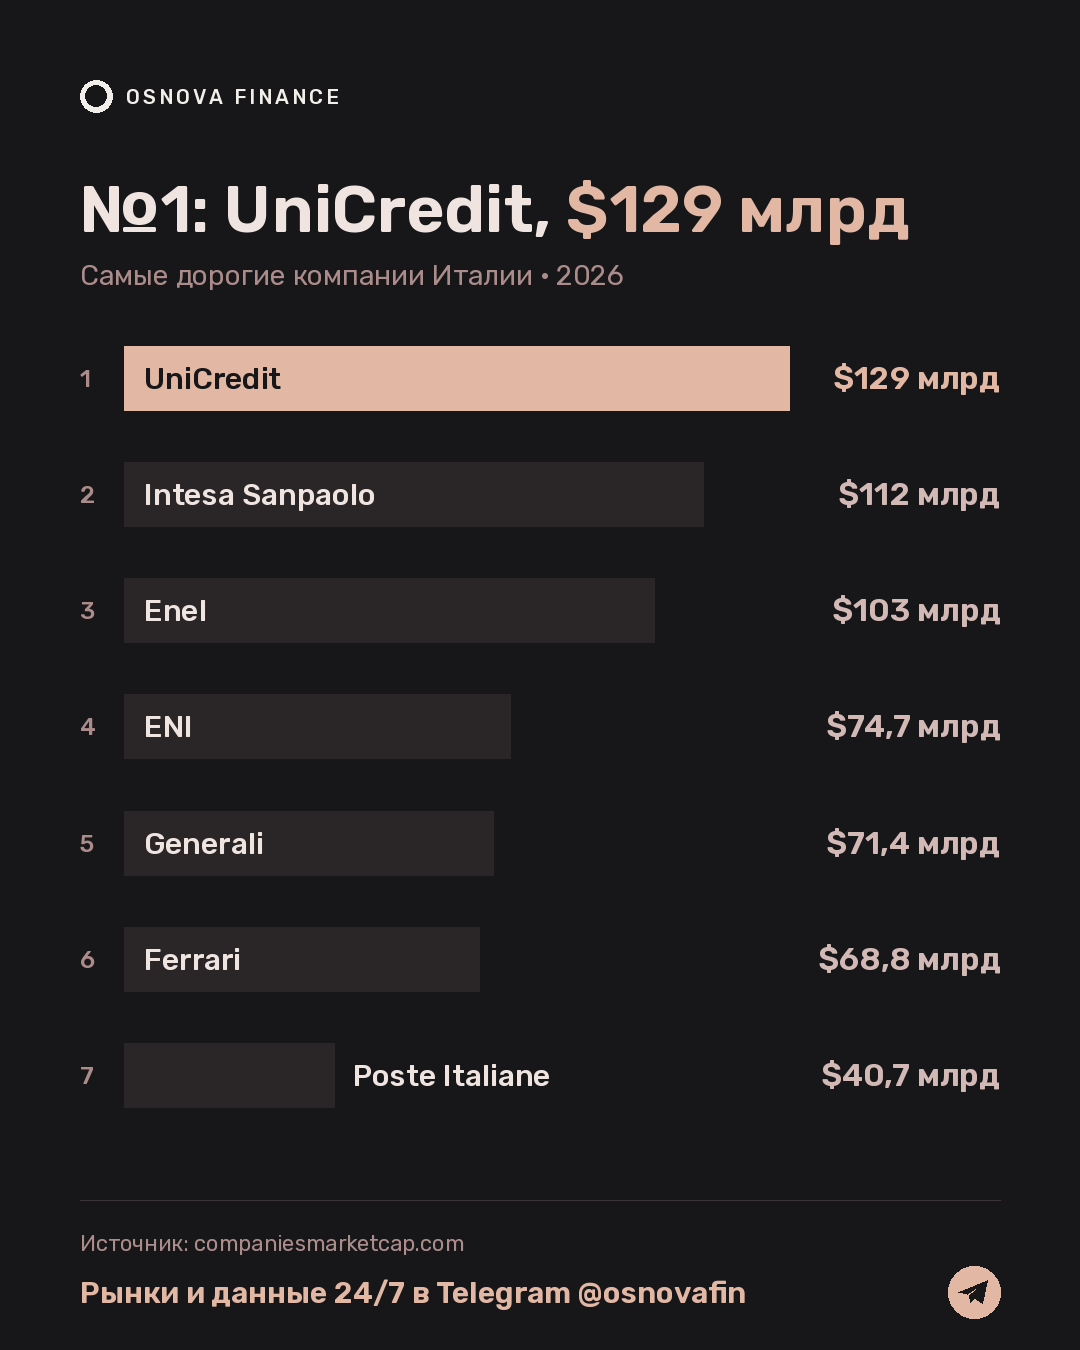 OSNOVA FINANCE
№1: UniCredit, $129 млрд
Самые дорогие компании Италии • 2026
1 UniCredit $129 млрд
2 Intesa Sanpaolo $112 млрд
3 Enel $103 млрд
4 ENI $74,7 млрд
5 Generali $71,4 млрд
6 Ferrari $68,8 млрд
7 Poste Italiane $40,7 млрд
Источник: companiesmarketcap.com
Рынки и данные 24/7 в Telegram @osnovafin